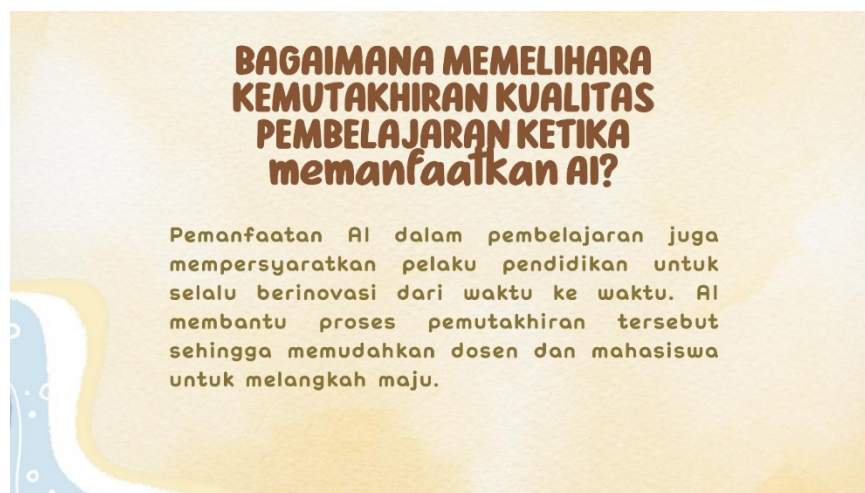 BAGAIMANA MEMELIHARA
KEMUTAKHIRAN KUALITAS
PEMBELAJARAN KETIKA
memanfaatkan AI?
Pemanfaatan AI dalam pembelajaran juga
mempersyaratkan pelaku pendidikan untuk
selalu berinovasi dari waktu ke waktu. AI
membantu proses pemutakhiran tersebut
sehingga memudahkan dosen dan mahasiswa
untuk melangkah maju.